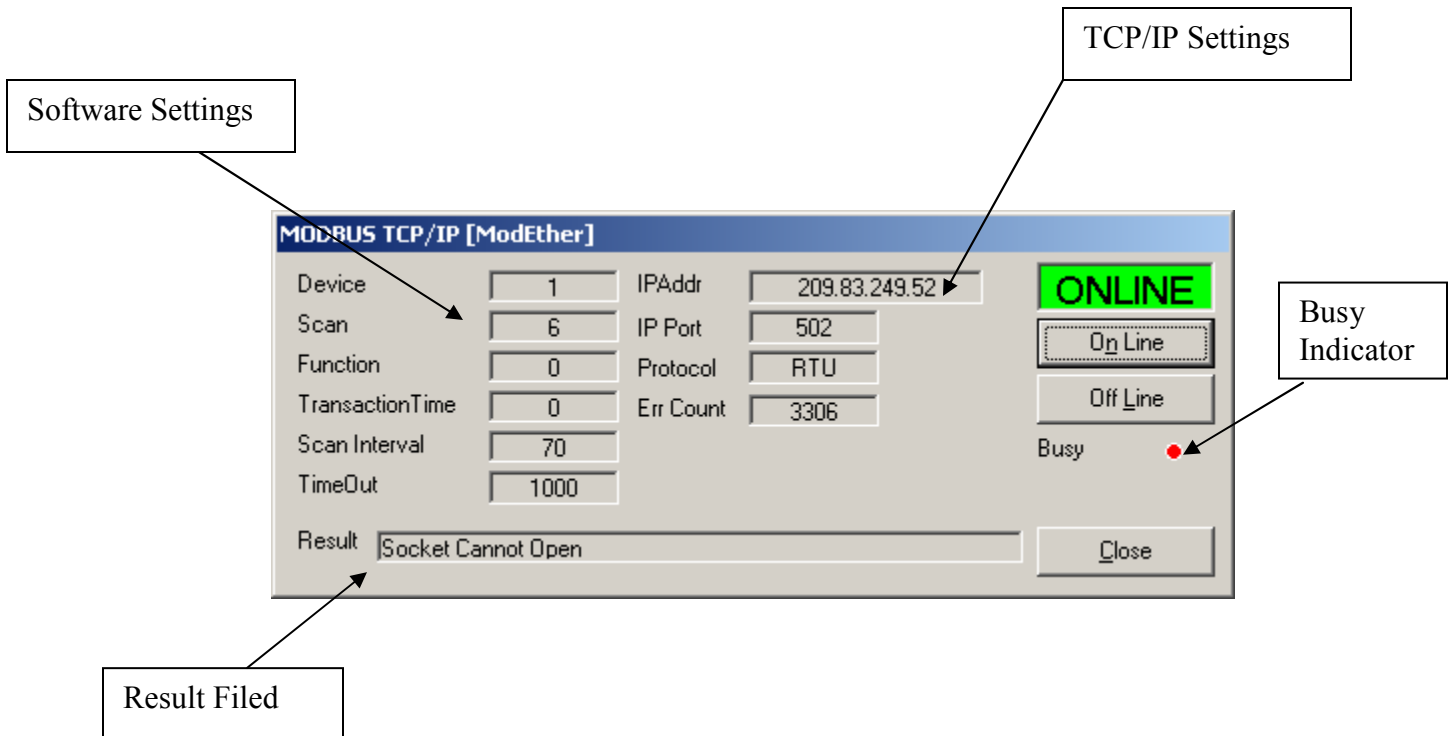 TCP/IP Settings
Software Settings
MODBUS TCP/IP [ModEther]
Device 1 IPAddr 209.83.249.52 ONLINE
Scan 6 IP Port 502 On Line
Function 0 Protocol RTU
TransactionTime 0 Err Count 3306 Off Line
Scan Interval 70 Busy
TimeOut 1000
Result Socket Cannot Open Close
Busy
Indicator
Result Filed